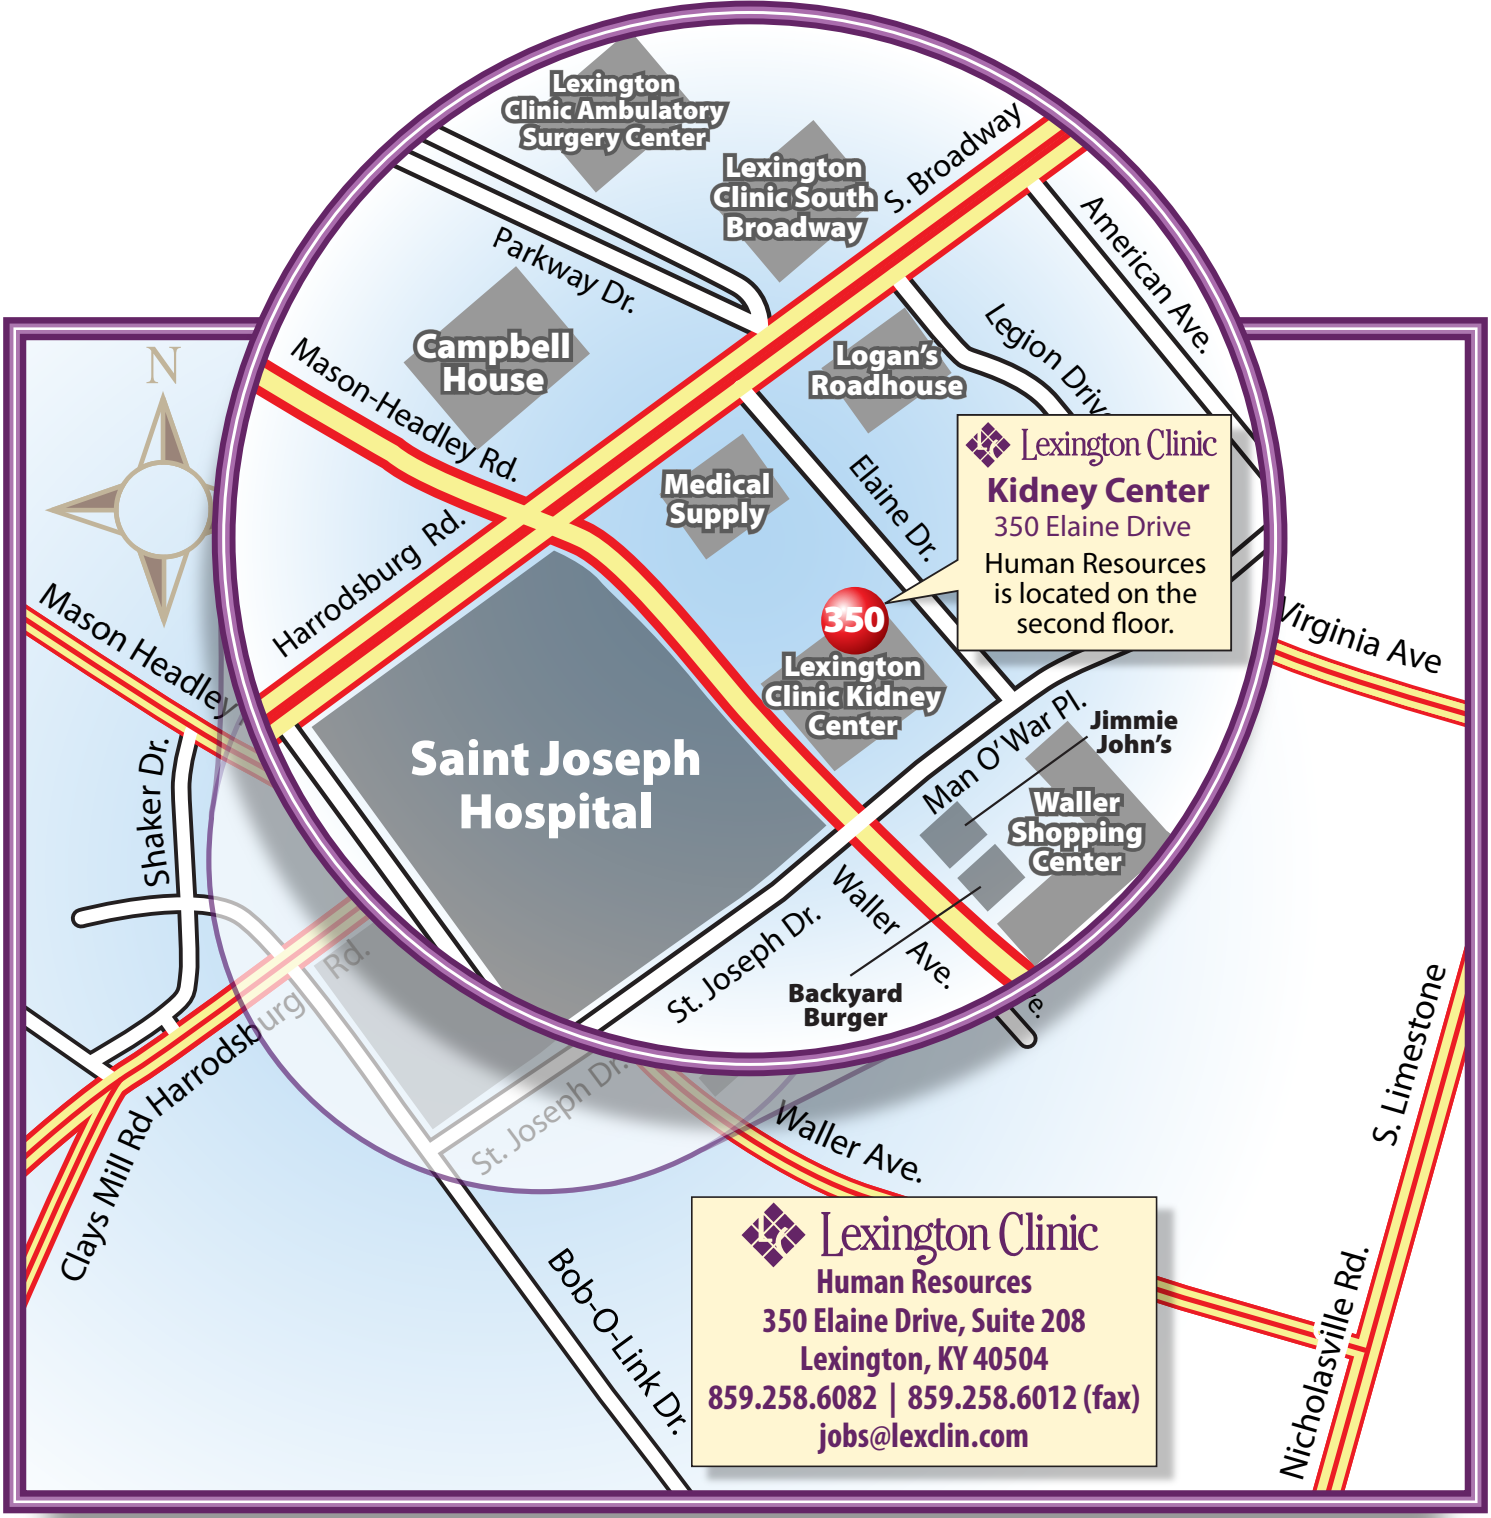 Lexington
Clinic Ambulatory
Surgery Center
Lexington
Clinic South
Broadway
S. Broadway
American Ave.
Parkway Dr.
Legion Driv
Campbell
House
Logan's
Roadhouse
N
Mason-Headley Rd.
Medical
Supply
Elaine Dr.
Lexington Clinic
Kidney Center
350 Elaine Drive
Human Resources
is located on the
second floor.
Harrodsburg Rd.
350
Lexington
Clinic Kidney
Center
Mason Headley
Virginia Ave
Man O' War Pl.
Jimmie
John's
Saint Joseph
Hospital
Waller
Shopping
Center
Shaker Dr.
Waller Ave.
St. Joseph Dr.
Backyard
Burger
e.
Harrodsburg Rd.
S. Limestone
St. Joseph Dr.
Waller Ave.
Clays Mill Rd
Bob-O-Link Dr.
Nicholasville Rd.
Lexington Clinic
Human Resources
350 Elaine Drive, Suite 208
Lexington, KY 40504
859.258.6082 | 859.258.6012 (fax)
jobs@lexclin.com